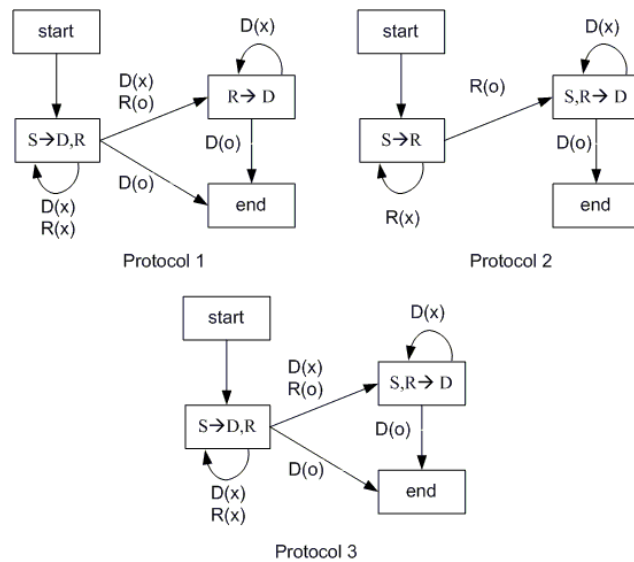 start
D(x)
D(x)
R(o)
R→ D
S→D,R
D(o)
D(o)
D(x)
R(x)
end
Protocol 1
start
D(x)
R(o)
S,R→ D
S→R
D(o)
R(x)
end
Protocol 2
start
D(x)
D(x)
R(o)
S,R→ D
S→D,R
D(o)
D(o)
D(x)
R(x)
end
Protocol 3